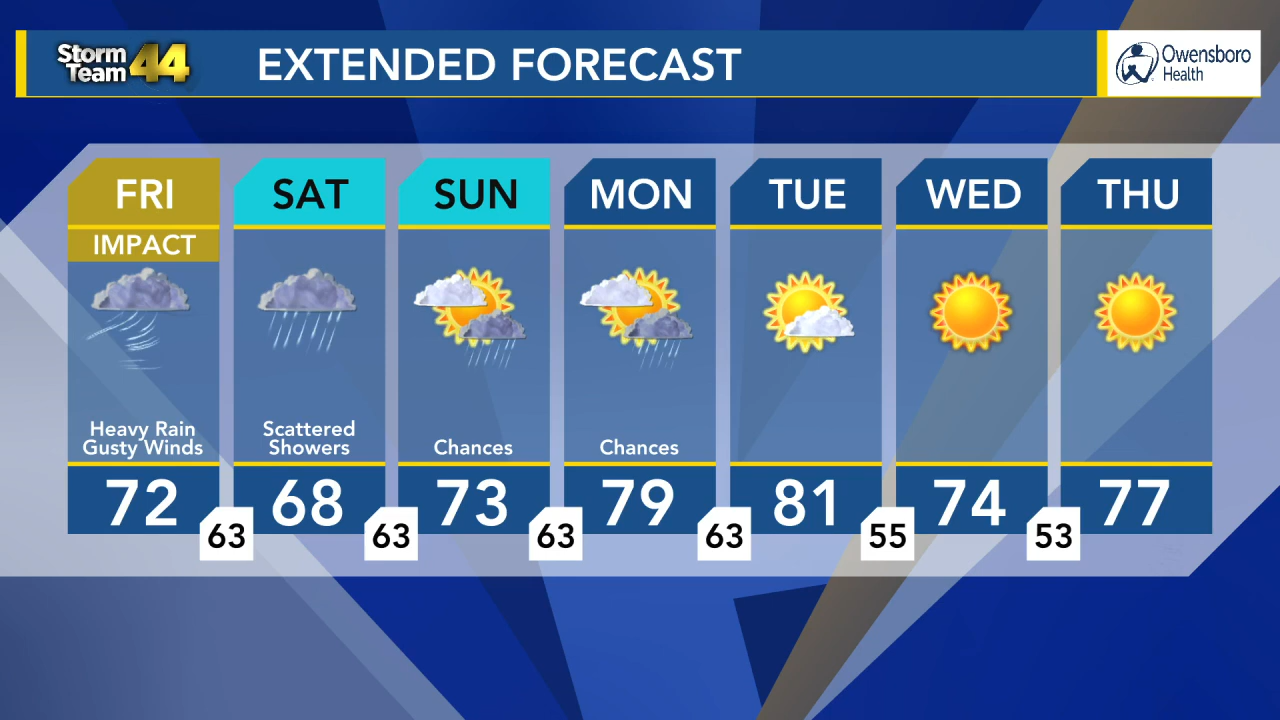 Storm
Team 44
EXTENDED FORECAST
Owensboro
Health
FRI
SAT
SUN
MON
TUE
WED
THU
IMPACT
Heavy Rain
Gusty Winds
Scattered
Showers
Chances
Chances
72
68
73
79
81
74
77
63
63
63
63
55
53